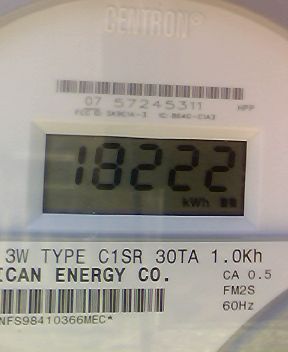 CENTRON®
07 57245311 HPP
18222
kWh
3W TYPE C1SR 30TA 1.0Kh
ICAN ENERGY CO. CA 0.5
FM2S
NFS98410366MEC* 60Hz